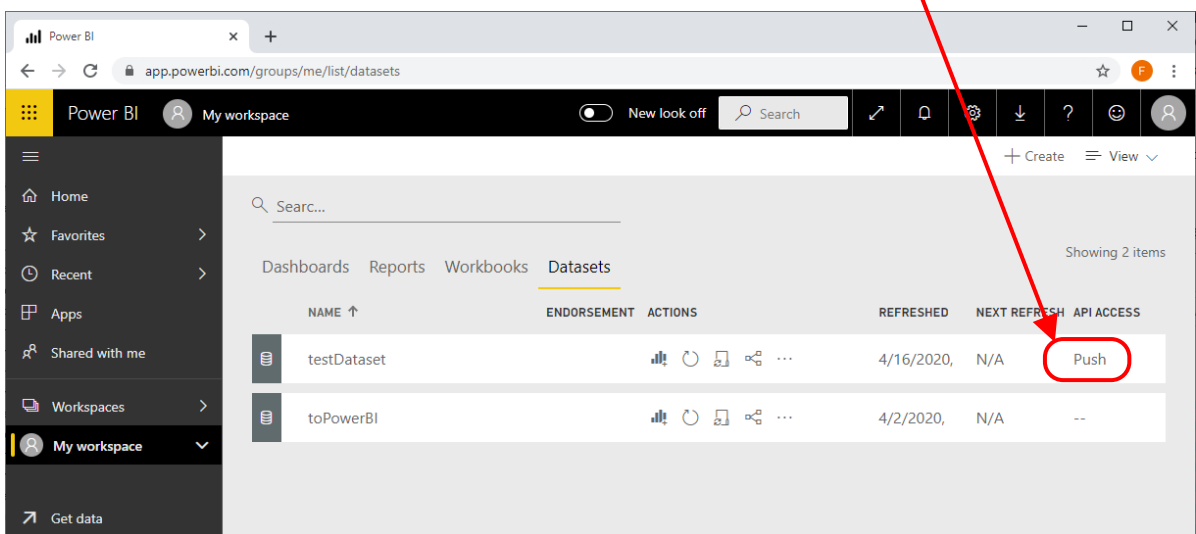 Power BI
app.powerbi.com/groups/me/list/datasets
F
Power BI My workspace New look off Search ?
Create View
Home
Searc...
Favorites
Showing 2 items
Dashboards Reports Workbooks Datasets
Recent
Apps
NAME ENDORSEMENT ACTIONS REFRESHED NEXT REFRESH API ACCESS
Shared with me
testDataset 4/16/2020, N/A Push
Workspaces
toPowerBI 4/2/2020, N/A --
My workspace
Get data